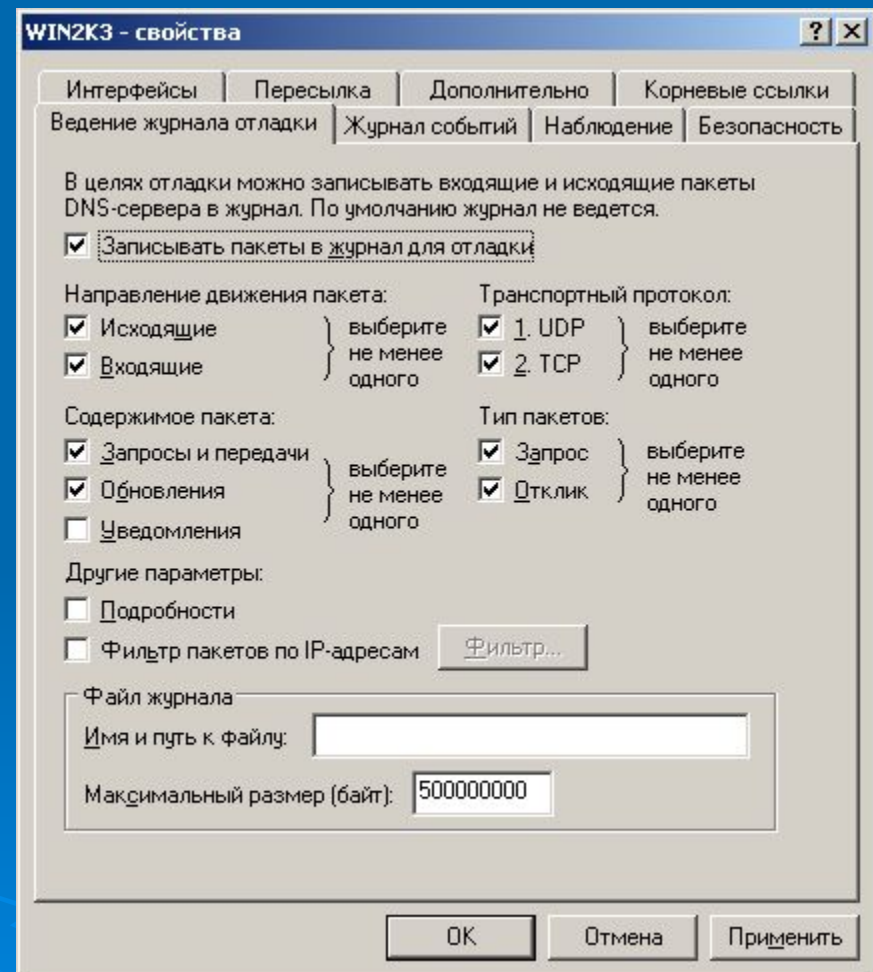 WIN2K3 - свойства
Интерфейсы Пересылка Дополнительно Корневые ссылки
Ведение журнала отладки Журнал событий Наблюдение Безопасность
В целях отладки можно записывать входящие и исходящие пакеты
DNS-сервера в журнал. По умолчанию журнал не ведется.
Записывать пакеты в журнал для отладки
Направление движения пакета:
Исходящие
Входящие
выберите
не менее
одного
Транспортный протокол:
1. UDP
2. TCP
выберите
не менее
одного
Содержимое пакета:
Запросы и передачи
Обновления
Уведомления
выберите
не менее
одного
Тип пакетов:
Запрос
Отклик
выберите
не менее
одного
Другие параметры:
Подробности
Фильтр пакетов по IP-адресам Фильтр...
Файл журнала
Имя и путь к файлу:
Максимальный размер (байт): 500000000
OK Отмена Применить